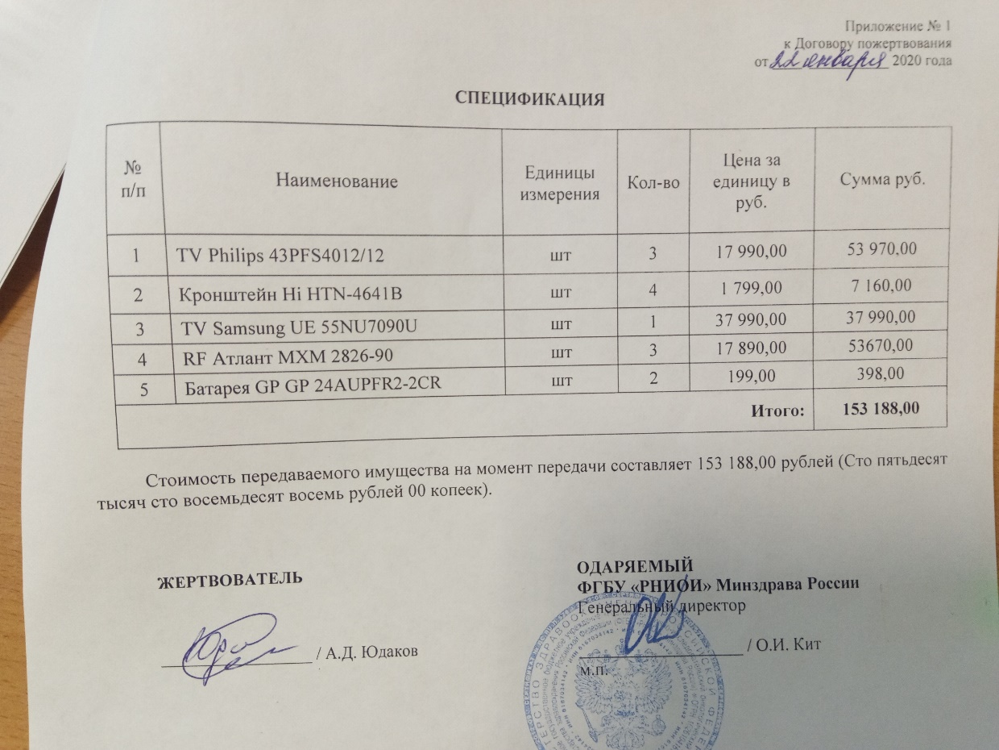 Приложение № 1
к Договору пожертвования
от 22 января 2020 года
СПЕЦИФИКАЦИЯ
№ п/п Наименование Единицы измерения Кол-во Цена за единицу в руб. Сумма руб.
1 TV Philips 43PFS4012/12 шт 3 17 990,00 53 970,00
2 Кронштейн Hi HTN-4641B шт 4 1 799,00 7 160,00
3 TV Samsung UE 55NU7090U шт 1 37 990,00 37 990,00
4 RF Атлант МХМ 2826-90 шт 3 17 890,00 53670,00
5 Батарея GP GP 24AUPFR2-2CR шт 2 199,00 398,00
Итого: 153 188,00
Стоимость передаваемого имущества на момент передачи составляет 153 188,00 рублей (Сто пятьдесят
тысяч сто восемьдесят восемь рублей 00 копеек).
ЖЕРТВОВАТЕЛЬ
/ А.Д. Юдаков
ОДАРЯЕМЫЙ
ФГБУ «РНИОИ» Минздрава России
Генеральный директор
/ О.И. Кит
м.п.